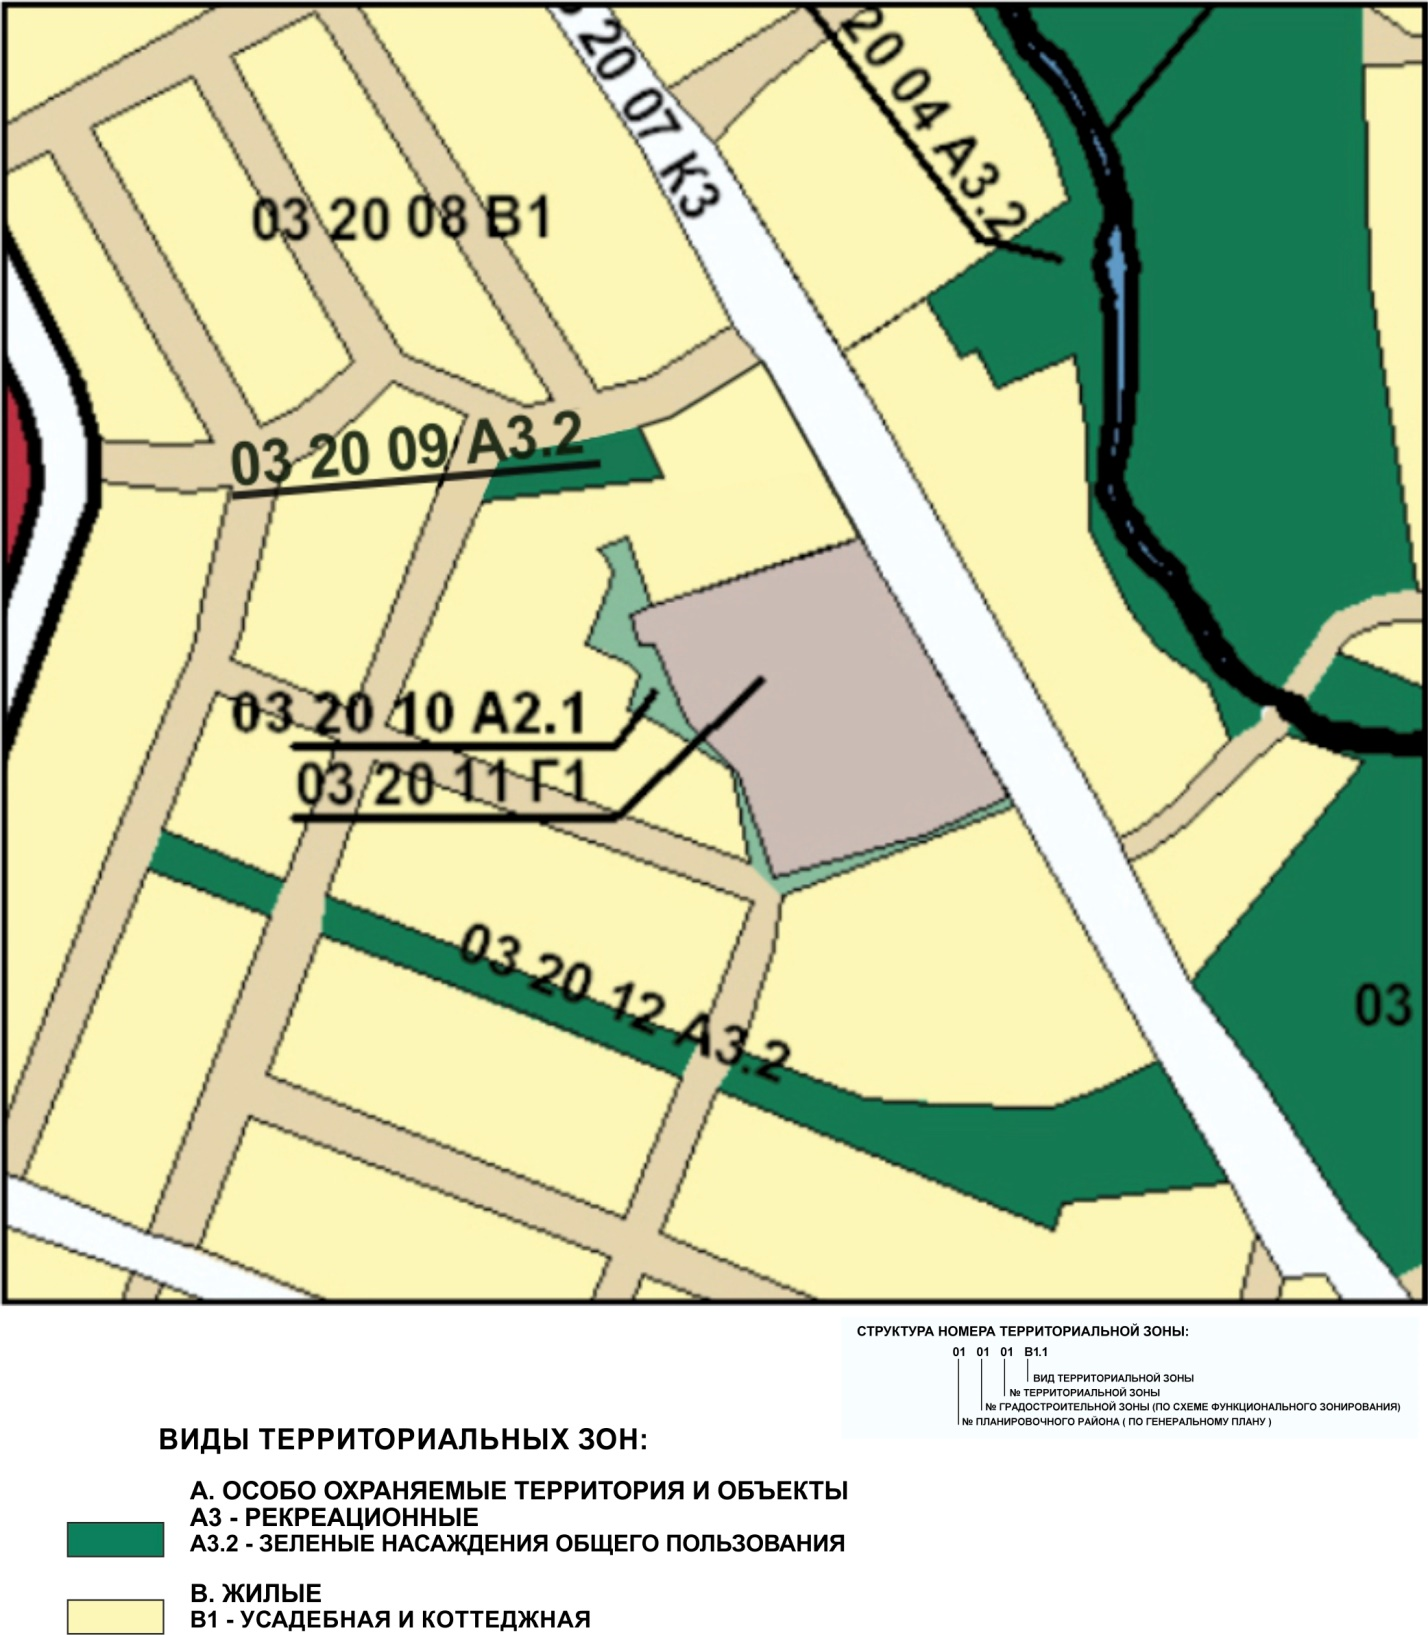 20 07 К3
20 04 А3.2
03 20 08 В1
03 20 09 А3.2
03 20 10 А2.1
03 20 11 Г1
03 20 12 А3.2
03
СТРУКТУРА НОМЕРА ТЕРРИТОРИАЛЬНОЙ ЗОНЫ:
01 01 01 В1.1
ВИД ТЕРРИТОРИАЛЬНОЙ ЗОНЫ
№ ТЕРРИТОРИАЛЬНОЙ ЗОНЫ
№ ГРАДОСТРОИТЕЛЬНОЙ ЗОНЫ (ПО СХЕМЕ ФУНКЦИОНАЛЬНОГО ЗОНИРОВАНИЯ)
№ ПЛАНИРОВОЧНОГО РАЙОНА ( ПО ГЕНЕРАЛЬНОМУ ПЛАНУ )
ВИДЫ ТЕРРИТОРИАЛЬНЫХ ЗОН:
А. ОСОБО ОХРАНЯЕМЫЕ ТЕРРИТОРИЯ И ОБЪЕКТЫ
А3 - РЕКРЕАЦИОННЫЕ
А3.2 - ЗЕЛЕНЫЕ НАСАЖДЕНИЯ ОБЩЕГО ПОЛЬЗОВАНИЯ
В. ЖИЛЫЕ
В1 - УСАДЕБНАЯ И КОТТЕДЖНАЯ